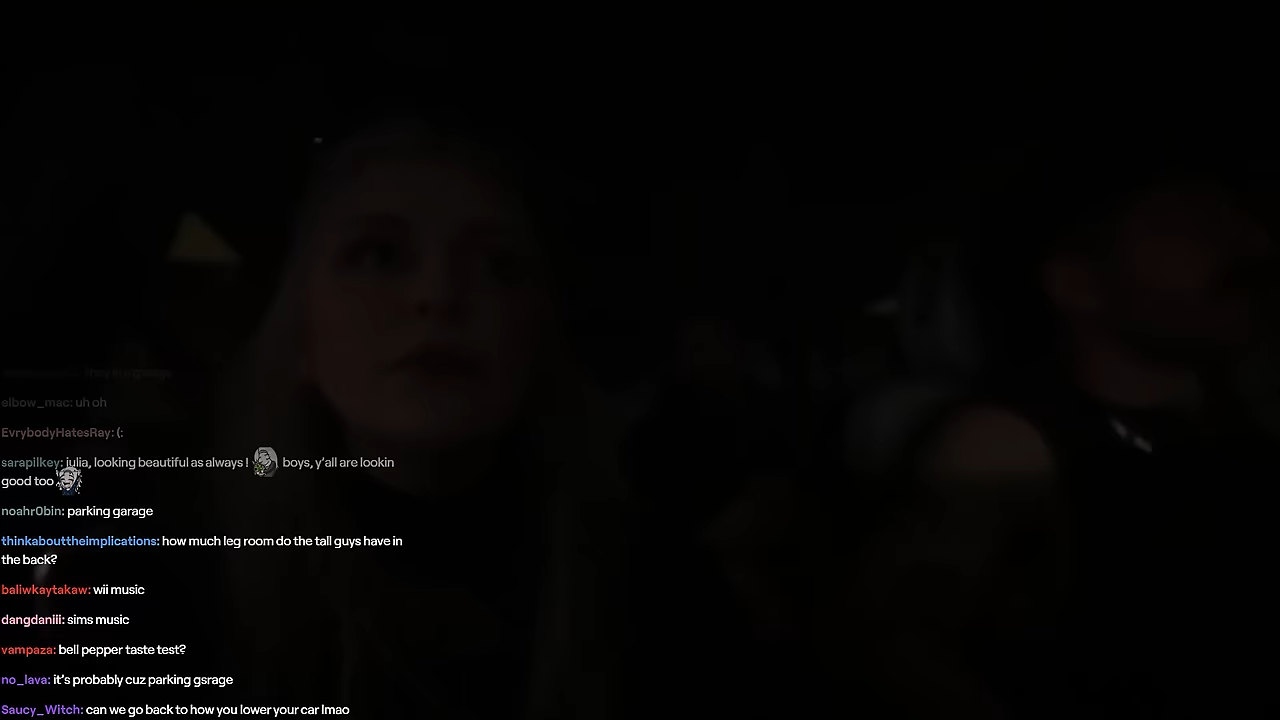 elbow_mac: uh oh
EvrybodyHatesRay: (:
sarapilkey: julia, looking beautiful as always ! boys, y'all are lookin
good too
noahr0bin: parking garage
thinkabouttheimplications: how much leg room do the tall guys have in
the back?
baliwkaytakaw: wii music
dangdaniii: sims music
vampaza: bell pepper taste test?
no_lava: it's probably cuz parking gsrage
Saucy_Witch: can we go back to how you lower your car lmao